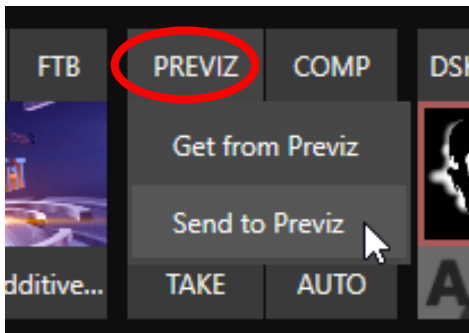 FTB PREVIZ COMP DSK
Get from Previz
Send to Previz
dditive... TAKE AUTO A